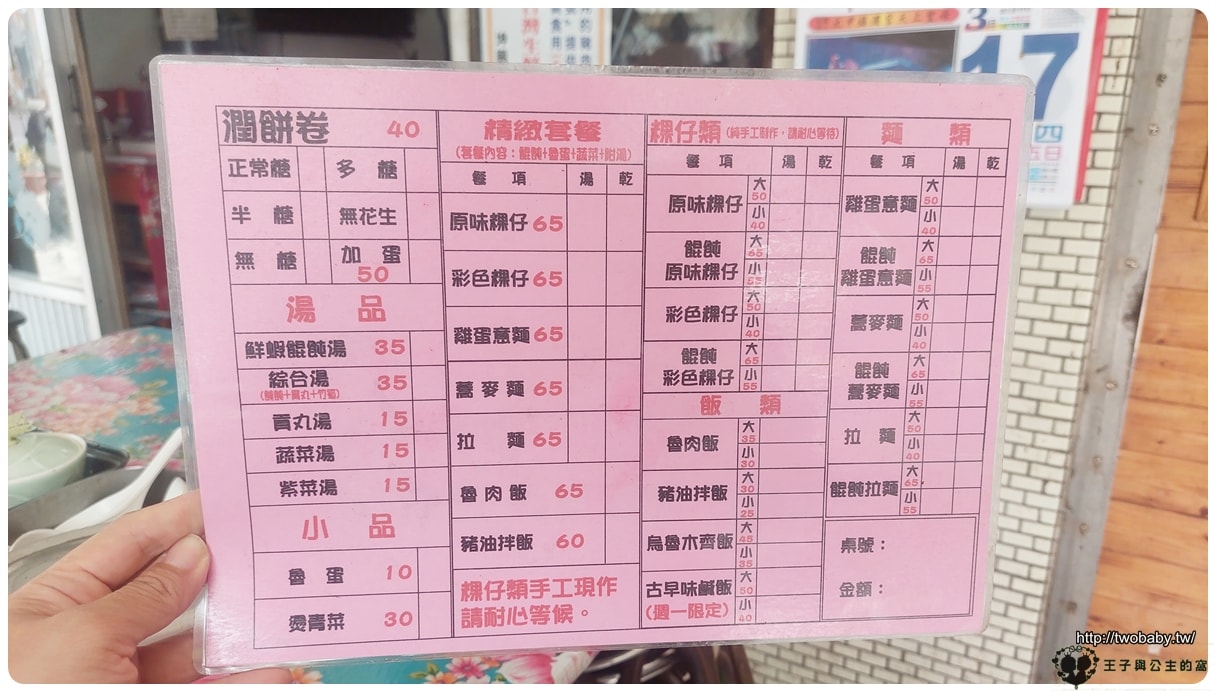 潤餅卷 40
正常糖 多糖
半糖 無花生
無糖 加蛋 50
湯品
鮮蝦餛飩湯 35
綜合湯 35
貢丸湯 15
蔬菜湯 15
紫菜湯 15
小品
魯蛋 10
燙青菜 30
精緻套餐
(套餐內容：餛飩+魯蛋+蔬菜+附湯)
餐項 湯 乾
原味粿仔 65
彩色粿仔 65
雞蛋意麵 65
蕎麥麵 65
拉麵 65
魯肉飯 65
豬油拌飯 60
粿仔類手工現作
請耐心等候。
粿仔類 (純手工製作，請耐心等待)
餐項 湯 乾
原味粿仔 大 50 小 40
餛飩
原味粿仔 大 65 小 55
彩色粿仔 大 50 小 40
餛飩
彩色粿仔 大 65 小 55
飯類
魯肉飯 大 35 小 30
豬油拌飯 大 30 小 25
烏魯木齊飯 大 45 小 35
古早味鹹飯
(週一限定) 大 50 小 40
麵類
餐項 湯 乾
雞蛋意麵 大 50 小 40
餛飩
雞蛋意麵 大 65 小 55
蕎麥麵 大 50 小 40
餛飩
蕎麥麵 大 65 小 55
拉麵 大 50 小 40
餛飩拉麵 大 65 小 55
桌號：
金額：
3
17
四
http://twobaby.tw/
王子與公主的窩